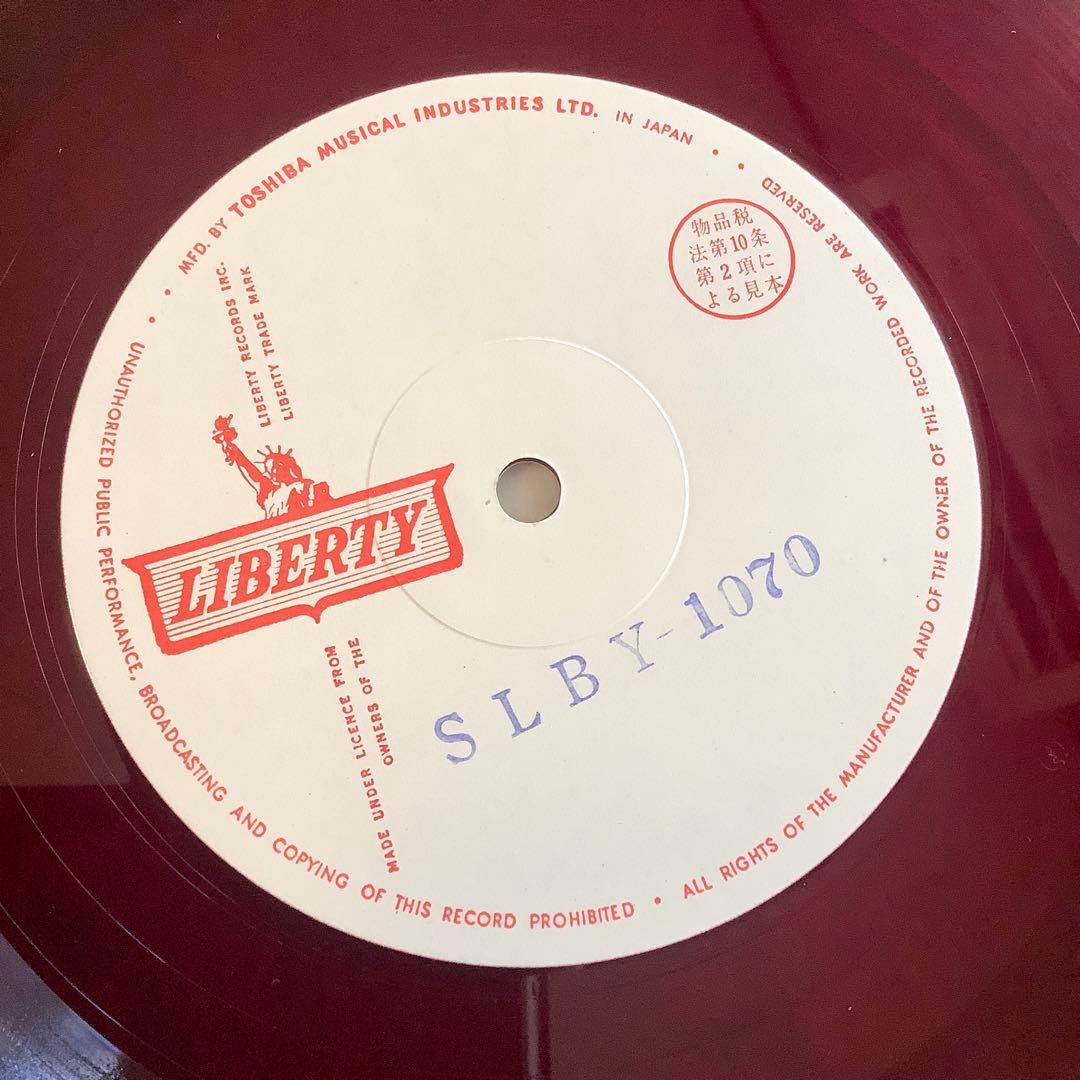 MFD. BY TOSHIBA MUSICAL INDUSTRIES LTD. IN JAPAN
LIBERTY RECORDS INC.
LIBERTY TRADE MARK
物品税
法第10条
第2項に
よる見本
LIBERTY
SLBY-1070
MADE UNDER LICENCE FROM
OWNERS OF THE
UNAUTHORIZED PUBLIC PERFORMANCE, BROADCASTING AND COPYING OF THIS RECORD PROHIBITED • ALL RIGHTS OF THE MANUFACTURER AND OF THE OWNER OF THE RECORDED WORK ARE RESERVED